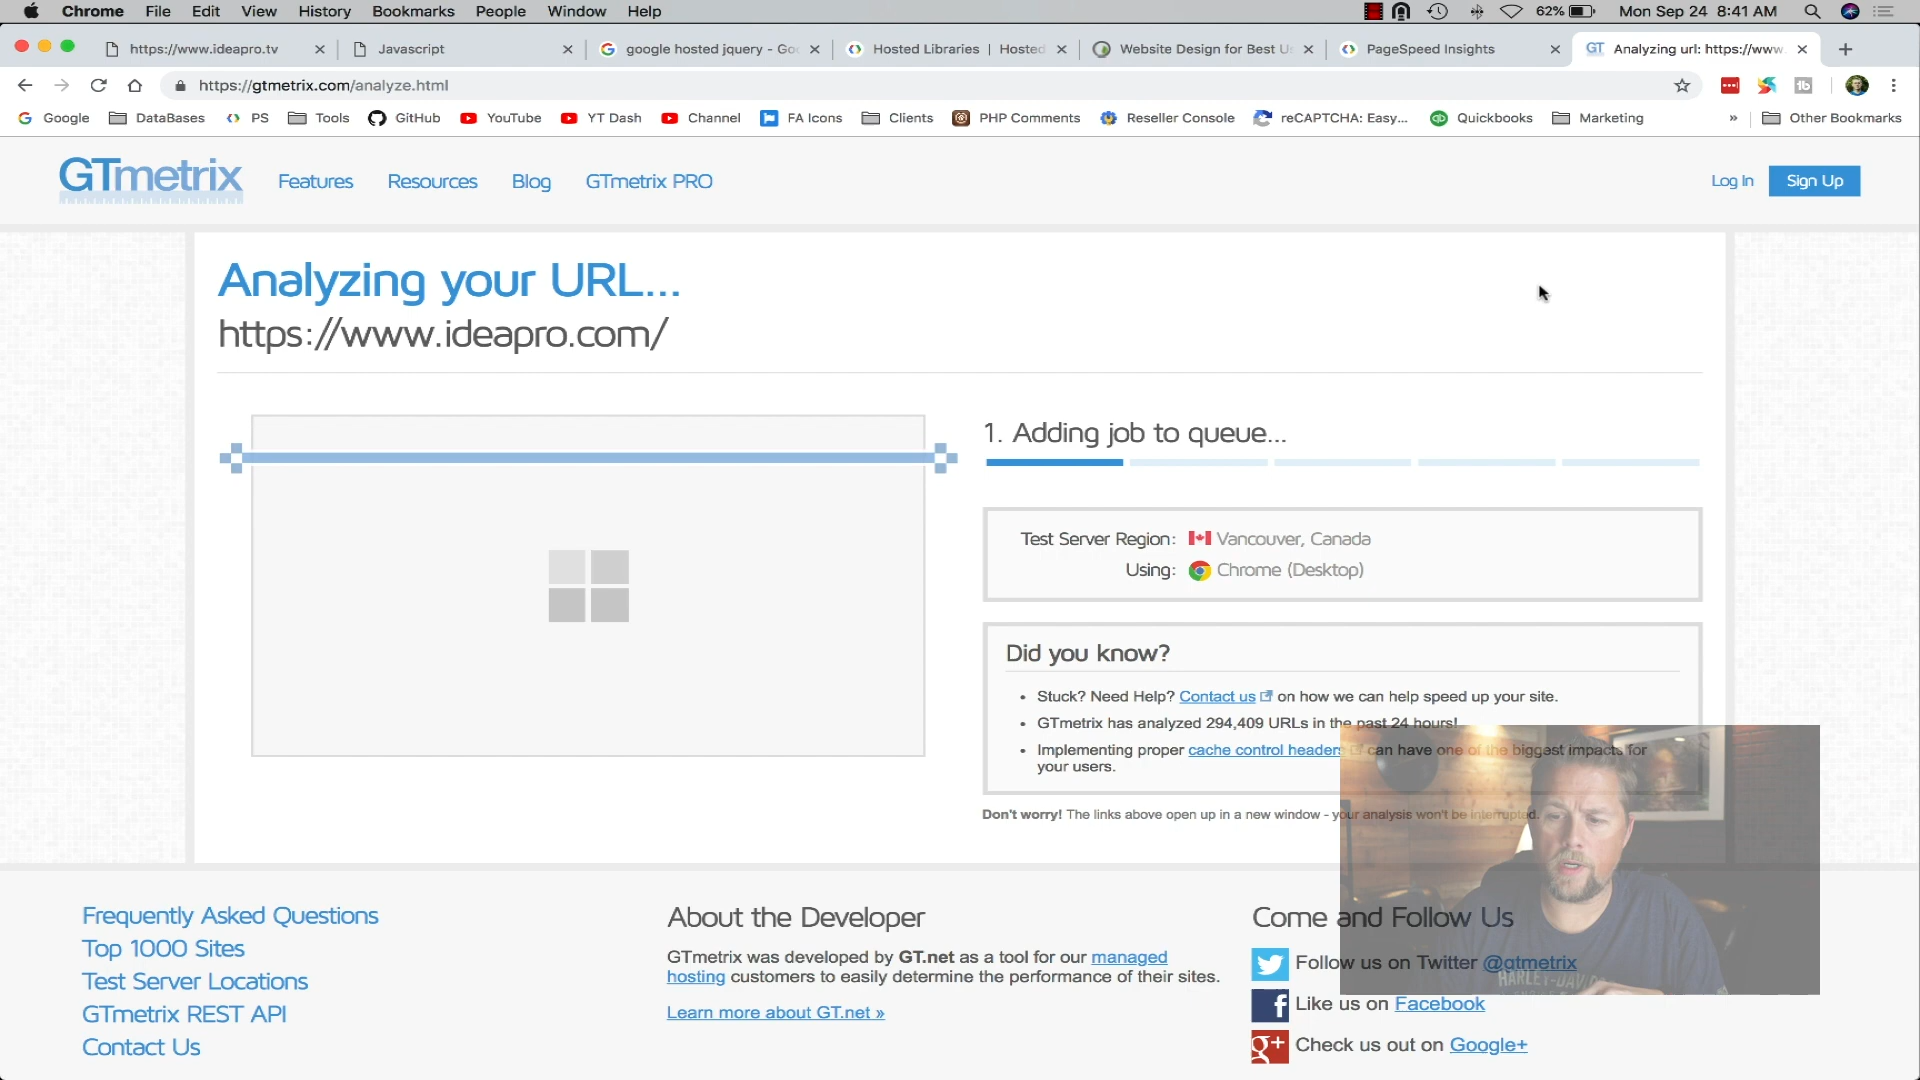 Chrome File Edit View History Bookmarks People Window Help 62% Mon Sep 24 8:41 AM
https://www.ideapro.tv Javascript google hosted jquery - Goo Hosted Libraries | Hosted Website Design for Best Us PageSpeed Insights GT Analyzing url: https://www.
https://gtmetrix.com/analyze.html
Google DataBases PS Tools GitHub YouTube YT Dash Channel FA Icons Clients PHP Comments Reseller Console reCAPTCHA: Easy... Quickbooks Marketing » Other Bookmarks
GTmetrix Features Resources Blog GTmetrix PRO Log In Sign Up
Analyzing your URL...
https://www.ideapro.com/
1. Adding job to queue...
Test Server Region: Vancouver, Canada
Using: Chrome (Desktop)
Did you know?
• Stuck? Need Help? Contact us on how we can help speed up your site.
• GTmetrix has analyzed 294,409 URLs in the past 24 hours!
• Implementing proper cache control headers can have one of the biggest impacts for
your users.
Don't worry! The links above open up in a new window - your analysis won't be interrupted.
Frequently Asked Questions
Top 1000 Sites
Test Server Locations
GTmetrix REST API
Contact Us
About the Developer
GTmetrix was developed by GT.net as a tool for our managed
hosting customers to easily determine the performance of their sites.
Learn more about GT.net »
Come and Follow Us
Follow us on Twitter @gtmetrix
HARLEY-DAV
Like us on Facebook
Check us out on Google+